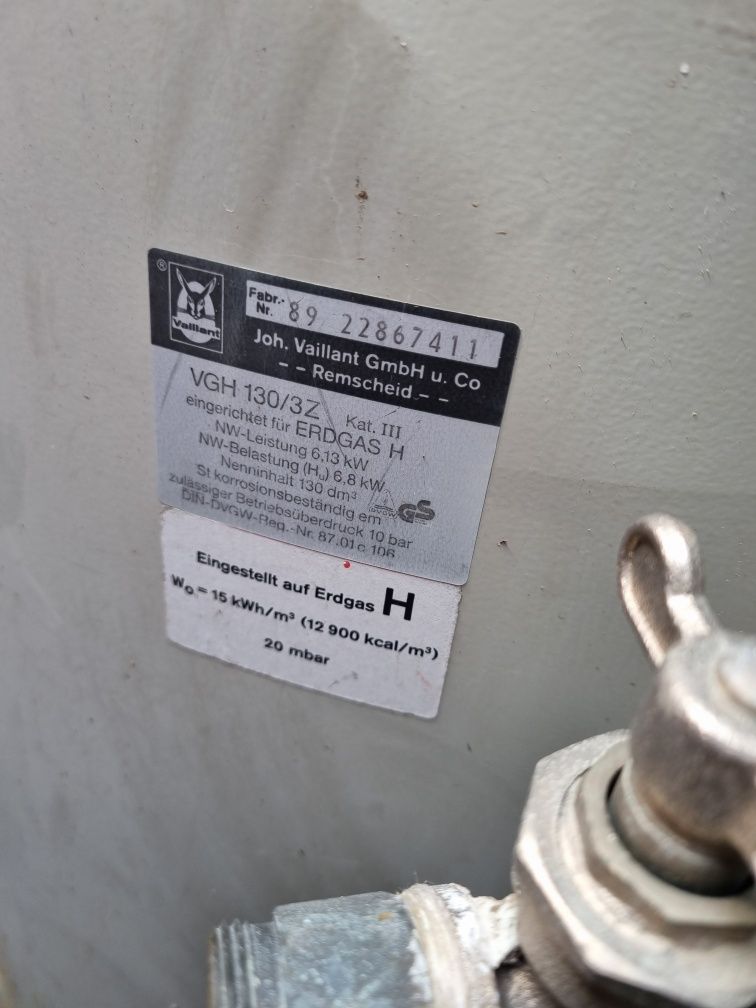 ®
Vaillant
Fabr.-
Nr. 89 22867411
Joh. Vaillant GmbH u. Co
- - Remscheid - -
VGH 130/3Z Kat. III
eingerichtet für ERDGAS H
NW-Leistung 6,13 kW
NW-Belastung (Hu) 6,8 kW
Nenninhalt 130 dm³
St korrosionsbeständig em
zulässiger Betriebsüberdruck 10 bar
DIN-DVGW-Reg.-Nr. 87.01c 106
DVGW
GS
Eingestellt auf Erdgas H
Wo = 15 kWh/m³ (12 900 kcal/m³)
20 mbar